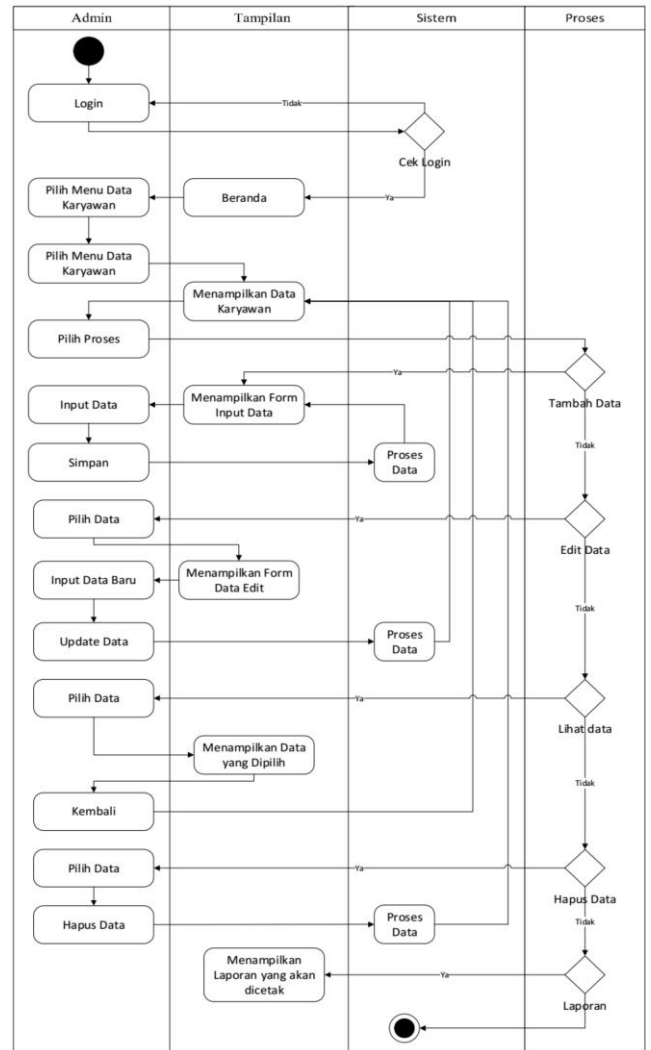 Admin
Tampilan
Sistem
Proses
Login
Tidak
Cek Login
Pilih Menu Data
Karyawan
Beranda
Ya
Pilih Menu Data
Karyawan
Menampilkan Data
Karyawan
Pilih Proses
Ya
Tambah Data
Input Data
Menampilkan Form
Input Data
Tidak
Simpan
Proses
Data
Pilih Data
Ya
Edit Data
Input Data Baru
Menampilkan Form
Data Edit
Tidak
Update Data
Proses
Data
Pilih Data
Ya
Lihat data
Menampilkan Data
yang Dipilih
Tidak
Kembali
Pilih Data
Ya
Hapus Data
Tidak
Hapus Data
Proses
Data
Menampilkan
Laporan yang akan
dicetak
Ya
Laporan